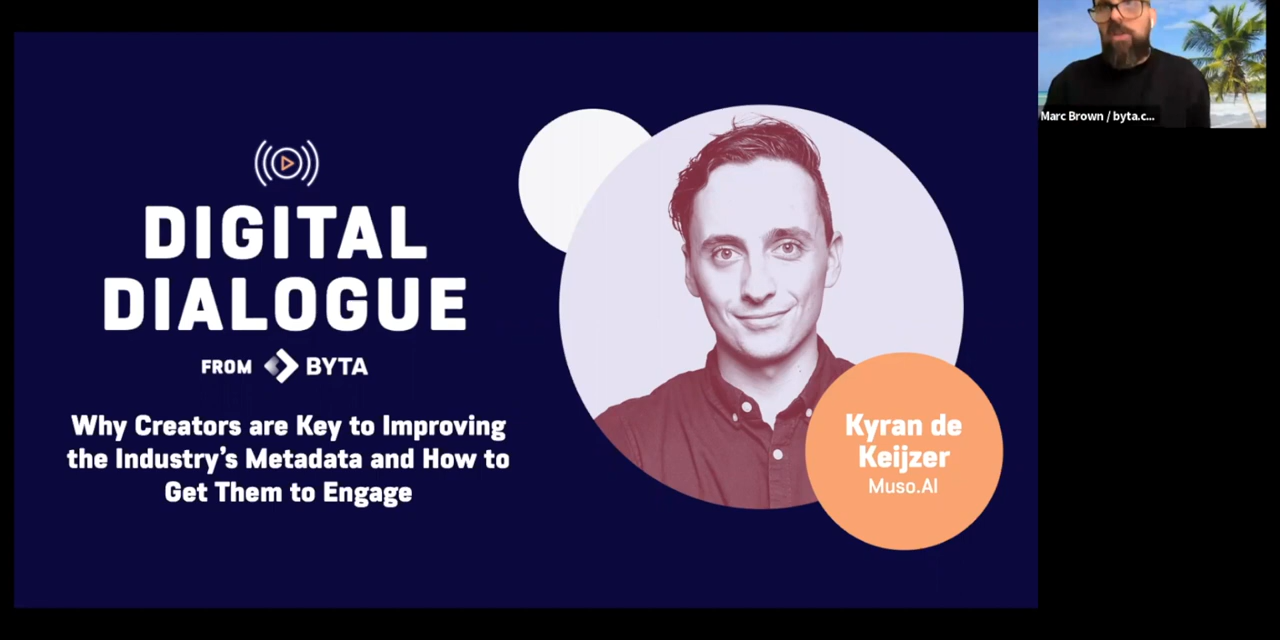 DIGITAL
DIALOGUE
FROM BYTA
Why Creators are Key to Improving
the Industry's Metadata and How to
Get Them to Engage
Kyran de
Keijzer
Muso.AI
Marc Brown / byta.c...